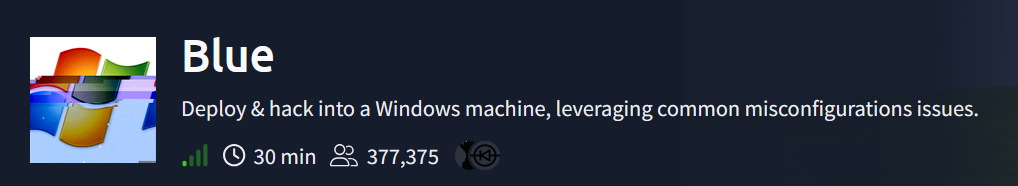 Blue
Deploy & hack into a Windows machine, leveraging common misconfigurations issues.
30 min 377,375